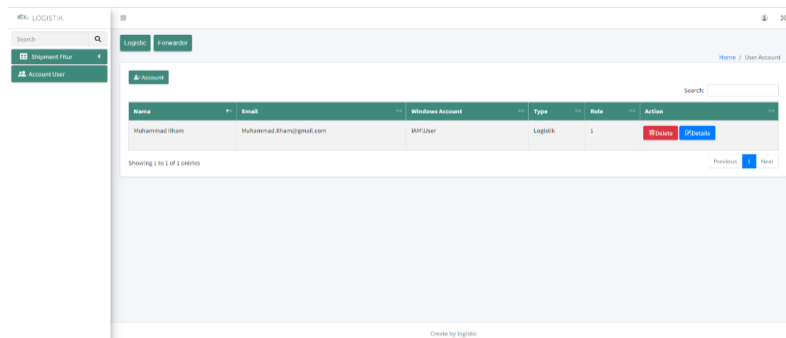 LOGISTIK
Search
Shipment Fitur
Account User
Logistic Forwarder
Home / User Account
Account
Search:
Name Email Windows Account Type Role Action
Muhammad Ilham Muhammad.Ilham@gmail.com IAM\User Logistik 1 Delete Details
Showing 1 to 1 of 1 entries
Previous 1 Next
Create by logistic